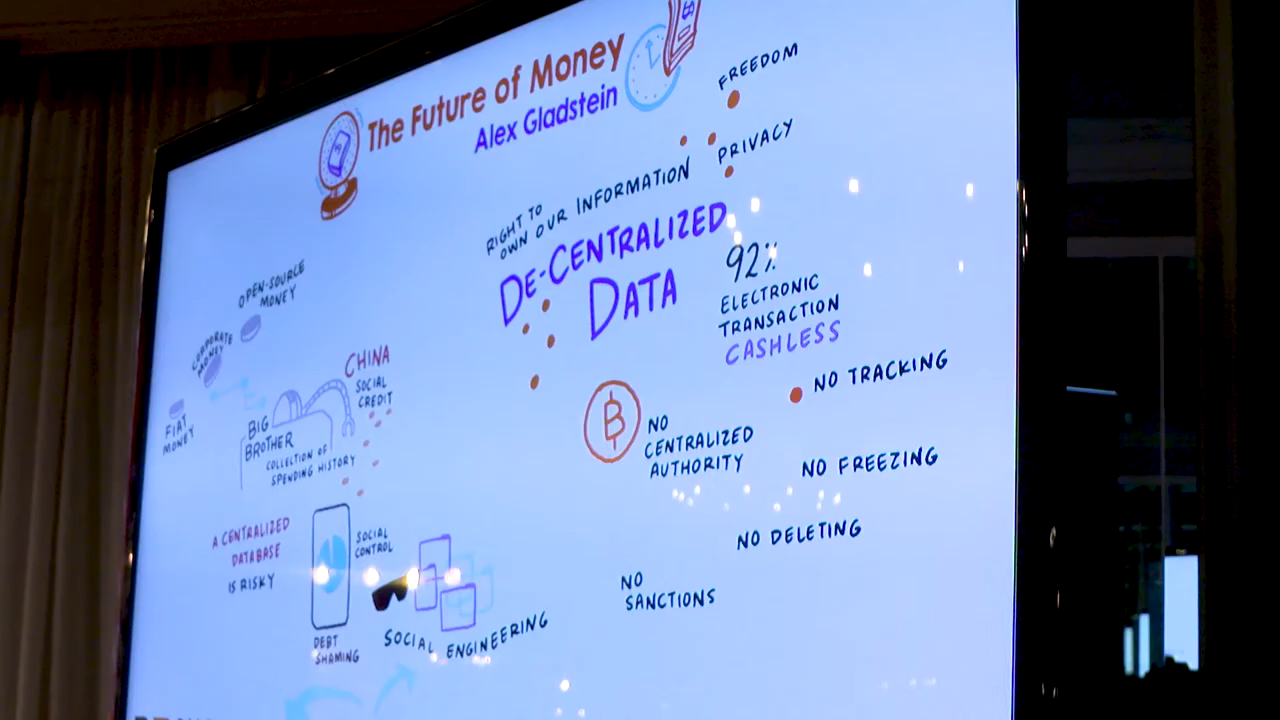 The Future of Money
Alex Gladstein
FREEDOM
PRIVACY
RIGHT TO
OWN OUR INFORMATION
DE-CENTRALIZED
DATA
92%
ELECTRONIC
TRANSACTION
CASHLESS
OPEN-SOURCE
MONEY
CORPORATE
MONEY
FIAT
MONEY
BIG
BROTHER
COLLECTION OF
SPENDING HISTORY
CHINA
SOCIAL
CREDIT
NO
CENTRALIZED
AUTHORITY
NO TRACKING
NO FREEZING
NO DELETING
NO
SANCTIONS
A CENTRALIZED
DATABASE
IS RISKY
SOCIAL
CONTROL
DEBT
SHAMING
SOCIAL ENGINEERING